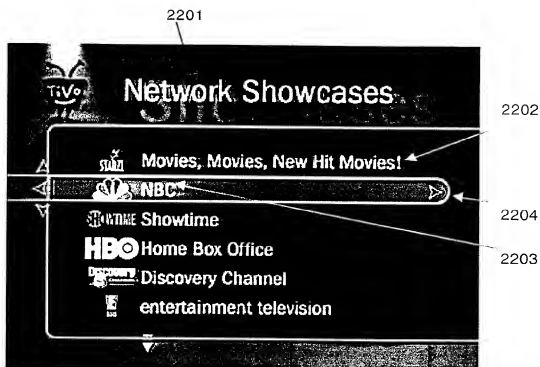 2201
TiVo
Network Showcases
2202
STARZ! Movies, Movies, New Hit Movies!
NBC
2204
SHOWTIME Showtime
2203
HBO Home Box Office
Discovery Discovery Channel
E entertainment television